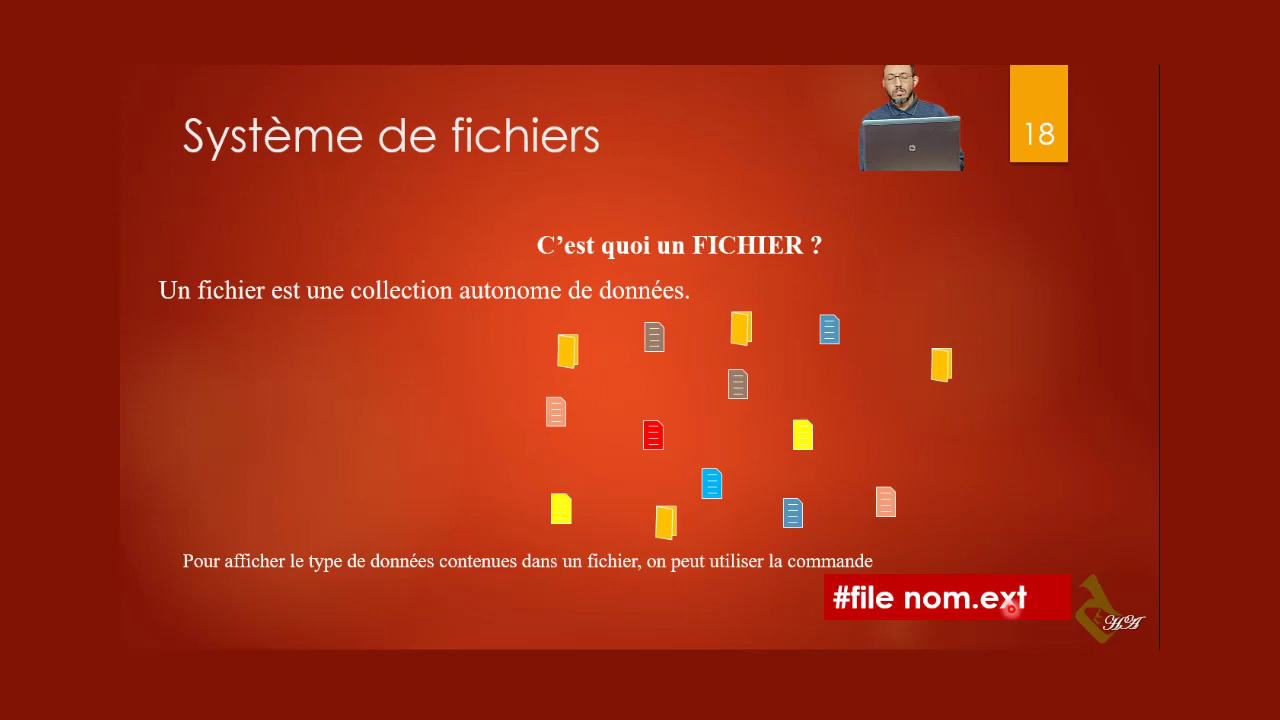 Système de fichiers
18
C’est quoi un FICHIER ?
Un fichier est une collection autonome de données.
Pour afficher le type de données contenues dans un fichier, on peut utiliser la commande
#file nom.ext
HA